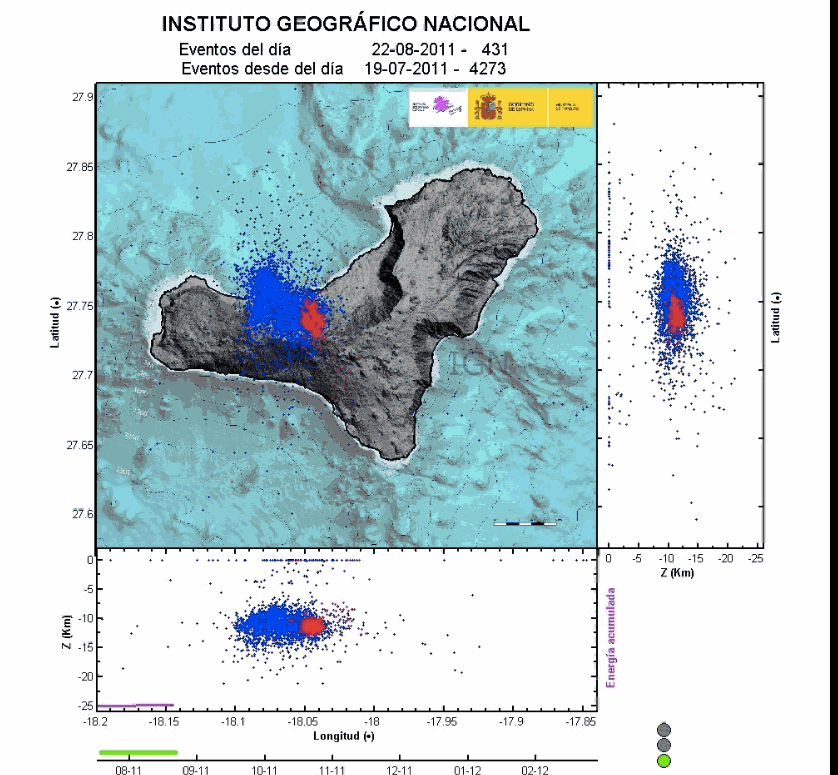 INSTITUTO GEOGRÁFICO NACIONAL
Eventos del día 22-08-2011 - 431
Eventos desde del día 19-07-2011 - 4273
27.9
27.85
27.8
27.75
27.7
27.65
27.6
Latitud (•)
GOBIERNO
DE ESPAÑA
IGN
Latitud (•)
0 -5 -10 -15 -20 -25
Z (Km)
0
-5
-10
-15
-20
-25
Z (Km)
Energía acumulada
-18.2 -18.15 -18.1 -18.05 -18 -17.95 -17.9 -17.85
Longitud (•)
08-11 09-11 10-11 11-11 12-11 01-12 02-12